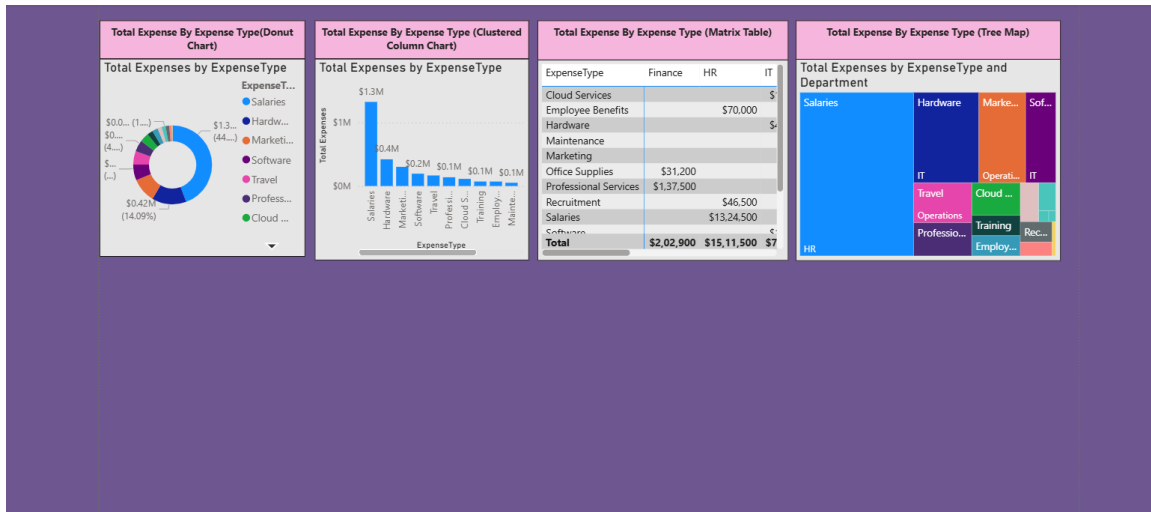 Total Expense By Expense Type(Donut
Chart)
Total Expenses by ExpenseType
ExpenseT...
Salaries
Hardw...
Marketi...
Software
Travel
Profess...
Cloud ...
$0.0... (1....)
$0....
(4....)
$...
(...)
$1.3...
(44....)
$0.42M
(14.09%)
Total Expense By Expense Type (Clustered
Column Chart)
Total Expenses by ExpenseType
Total Expenses
$1M
$0M
$1.3M
$0.4M
$0.2M
$0.1M
$0.1M
$0.1M
Salaries
Hardware
Marketi...
Software
Travel
Professi...
Cloud S...
Training
Employ...
Mainte...
ExpenseType
Total Expense By Expense Type (Matrix Table)
ExpenseType Finance HR IT
Cloud Services $
Employee Benefits $70,000
Hardware $
Maintenance
Marketing
Office Supplies $31,200
Professional Services $1,37,500
Recruitment $46,500
Salaries $13,24,500
Software
Total $2,02,900 $15,11,500 $7
Total Expense By Expense Type (Tree Map)
Total Expenses by ExpenseType and
Department
Salaries
HR
Hardware
IT
Marke...
Operati...
Sof...
IT
Travel
Operations
Professio...
Cloud ...
Training
Employ...
Rec...